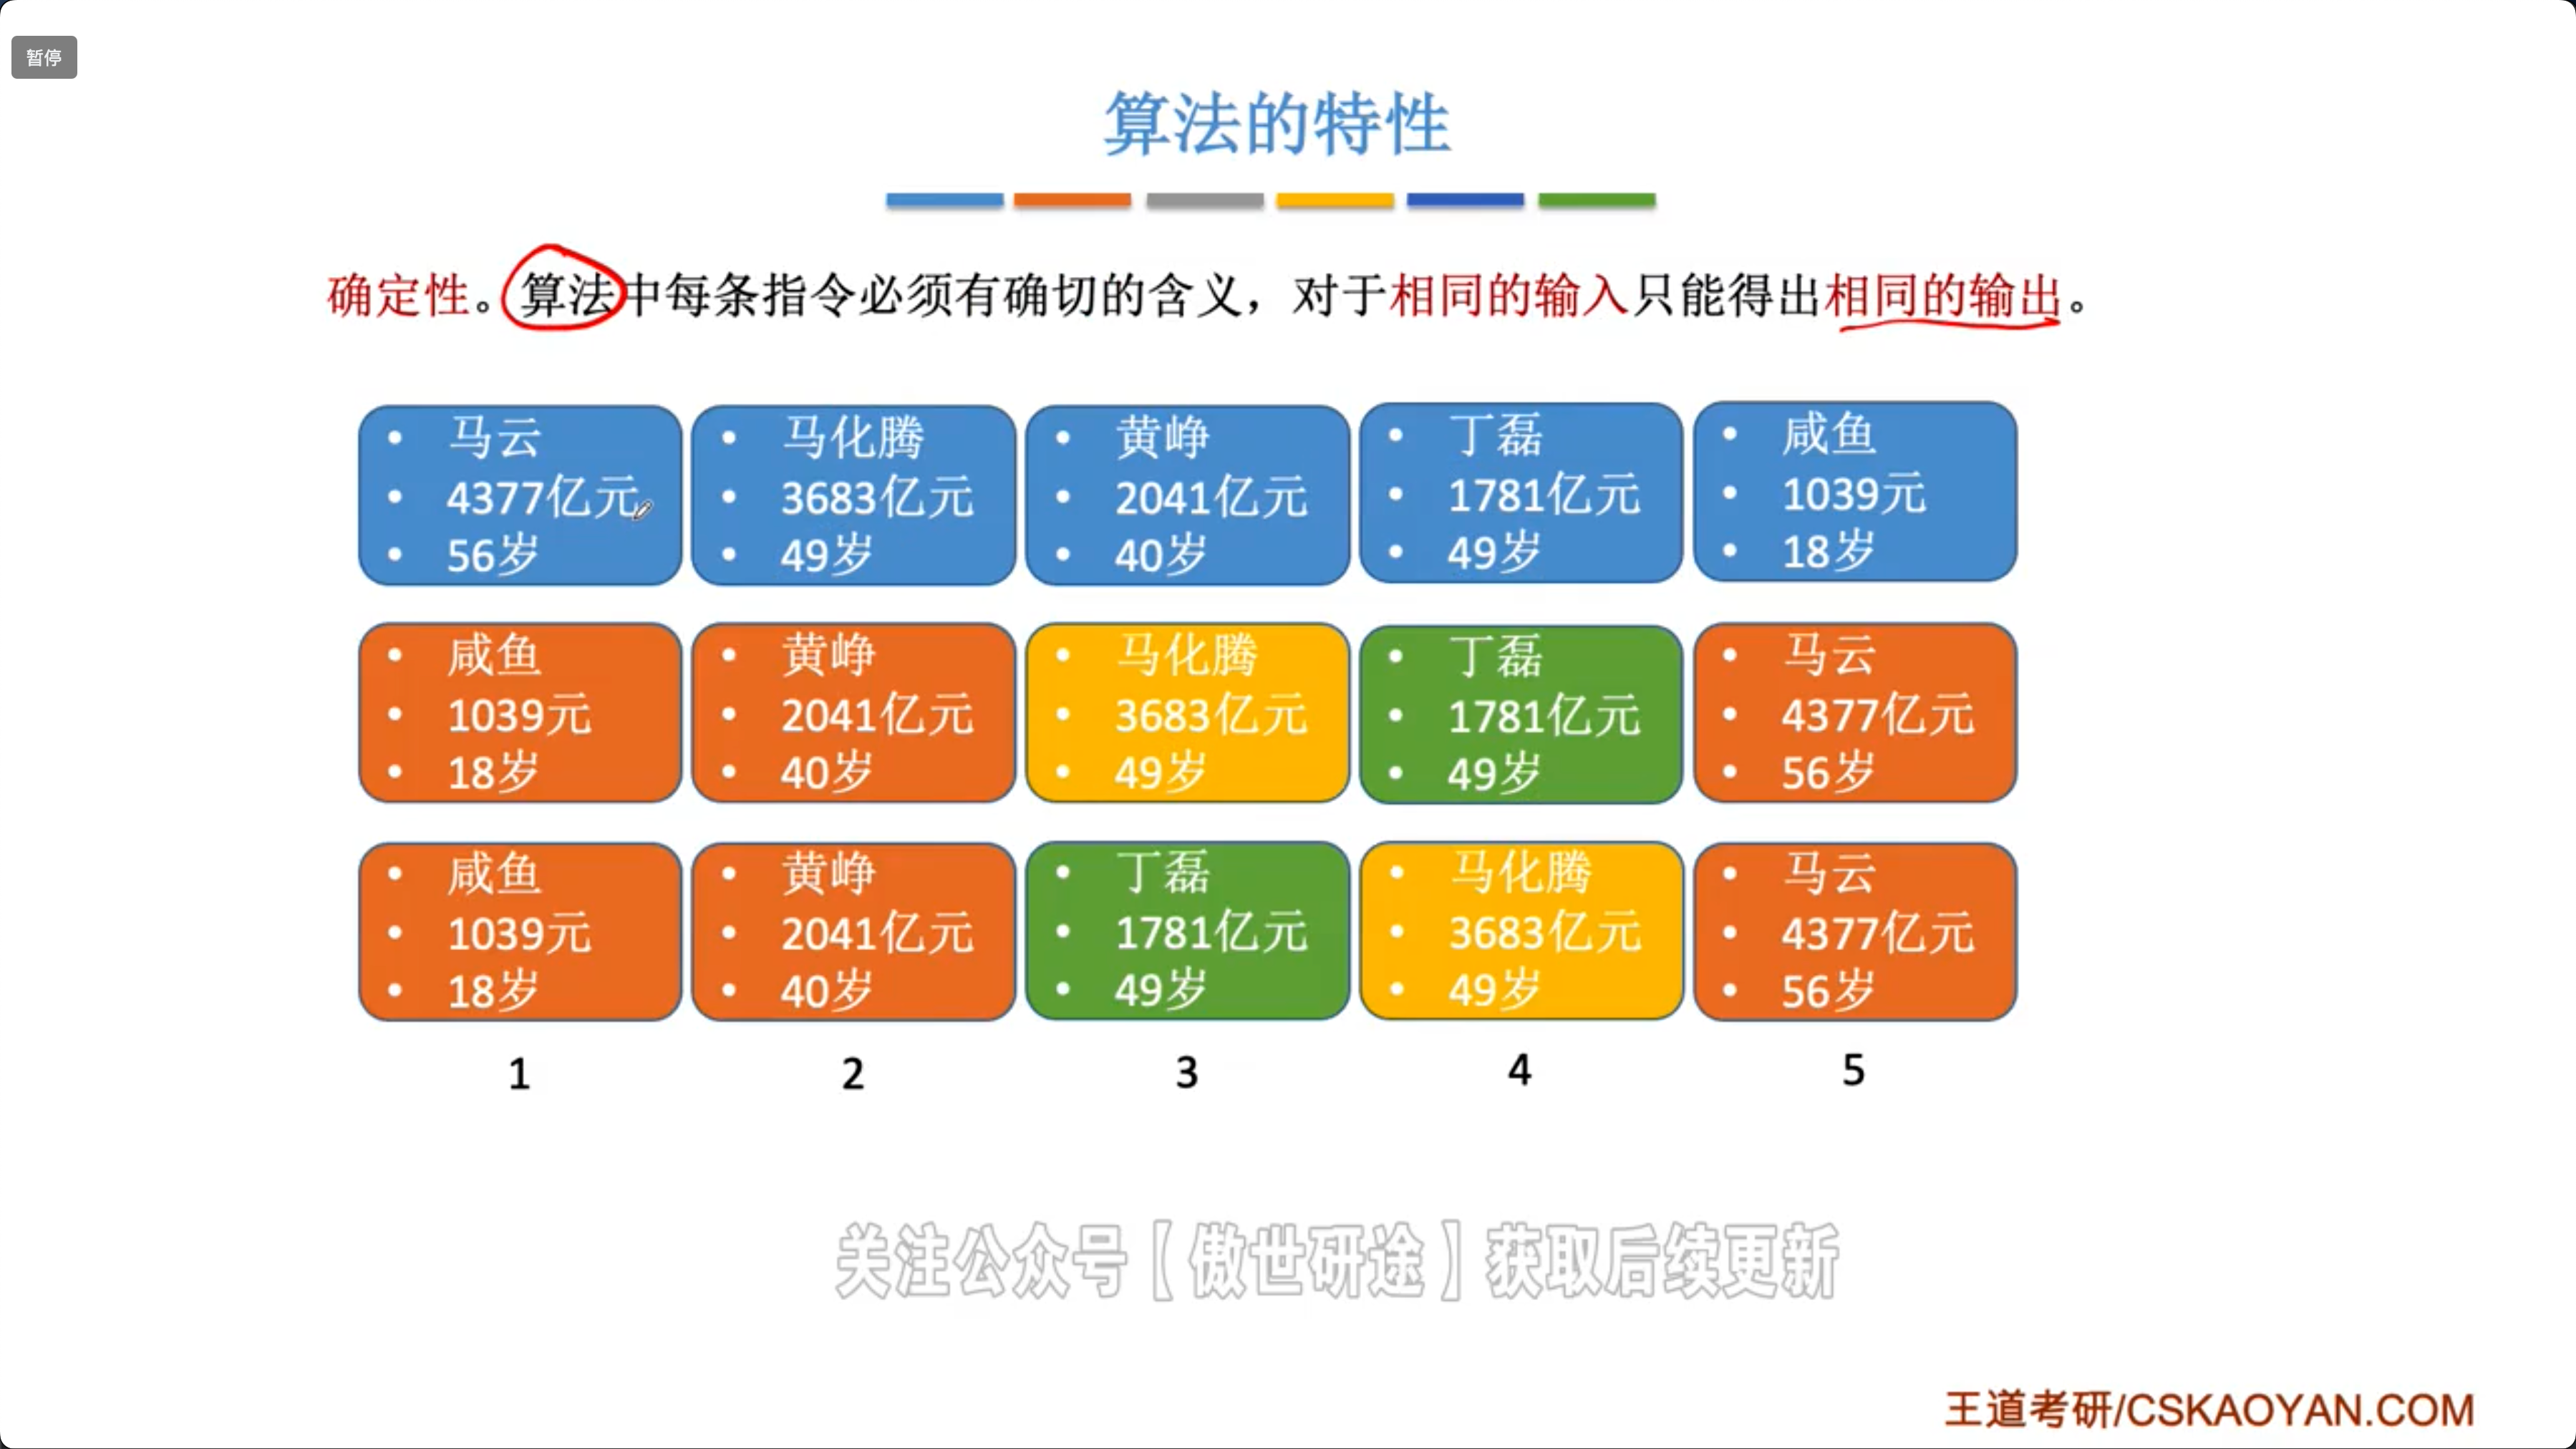 暂停
算法的特性
确定性。算法中每条指令必须有确切的含义，对于相同的输入只能得出相同的输出。
• 马云
• 4377亿元
• 56岁
• 马化腾
• 3683亿元
• 49岁
• 黄峥
• 2041亿元
• 40岁
• 丁磊
• 1781亿元
• 49岁
• 咸鱼
• 1039元
• 18岁
• 咸鱼
• 1039元
• 18岁
• 黄峥
• 2041亿元
• 40岁
• 马化腾
• 3683亿元
• 49岁
• 丁磊
• 1781亿元
• 49岁
• 马云
• 4377亿元
• 56岁
• 咸鱼
• 1039元
• 18岁
• 黄峥
• 2041亿元
• 40岁
• 丁磊
• 1781亿元
• 49岁
• 马化腾
• 3683亿元
• 49岁
• 马云
• 4377亿元
• 56岁
1 2 3 4 5
关注公众号【傲世研途】获取后续更新
王道考研/CSKAOYAN.COM